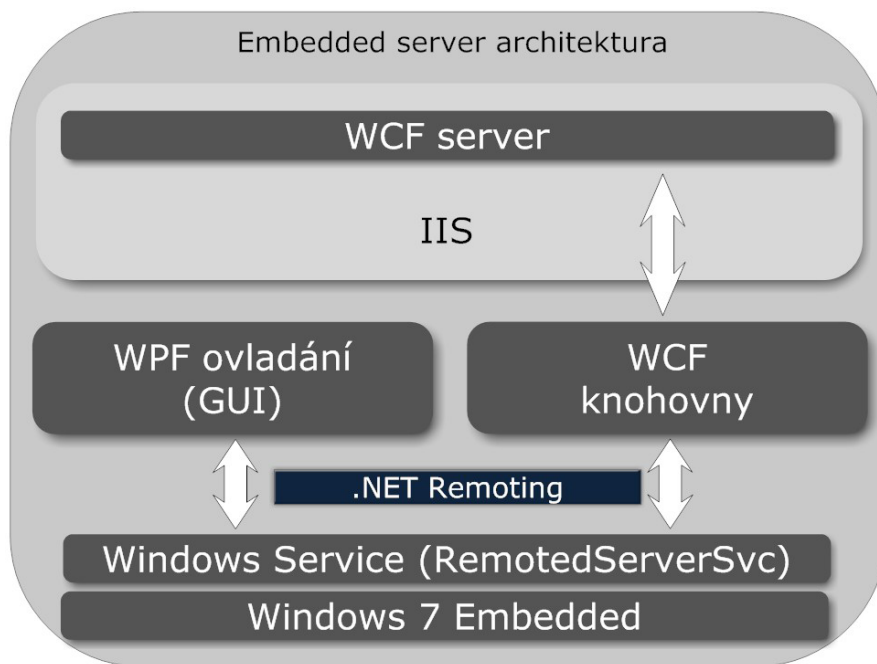 Embedded server architektura
WCF server
IIS
WPF ovladání
(GUI)
WCF
knohovny
.NET Remoting
Windows Service (RemotedServerSvc)
Windows 7 Embedded